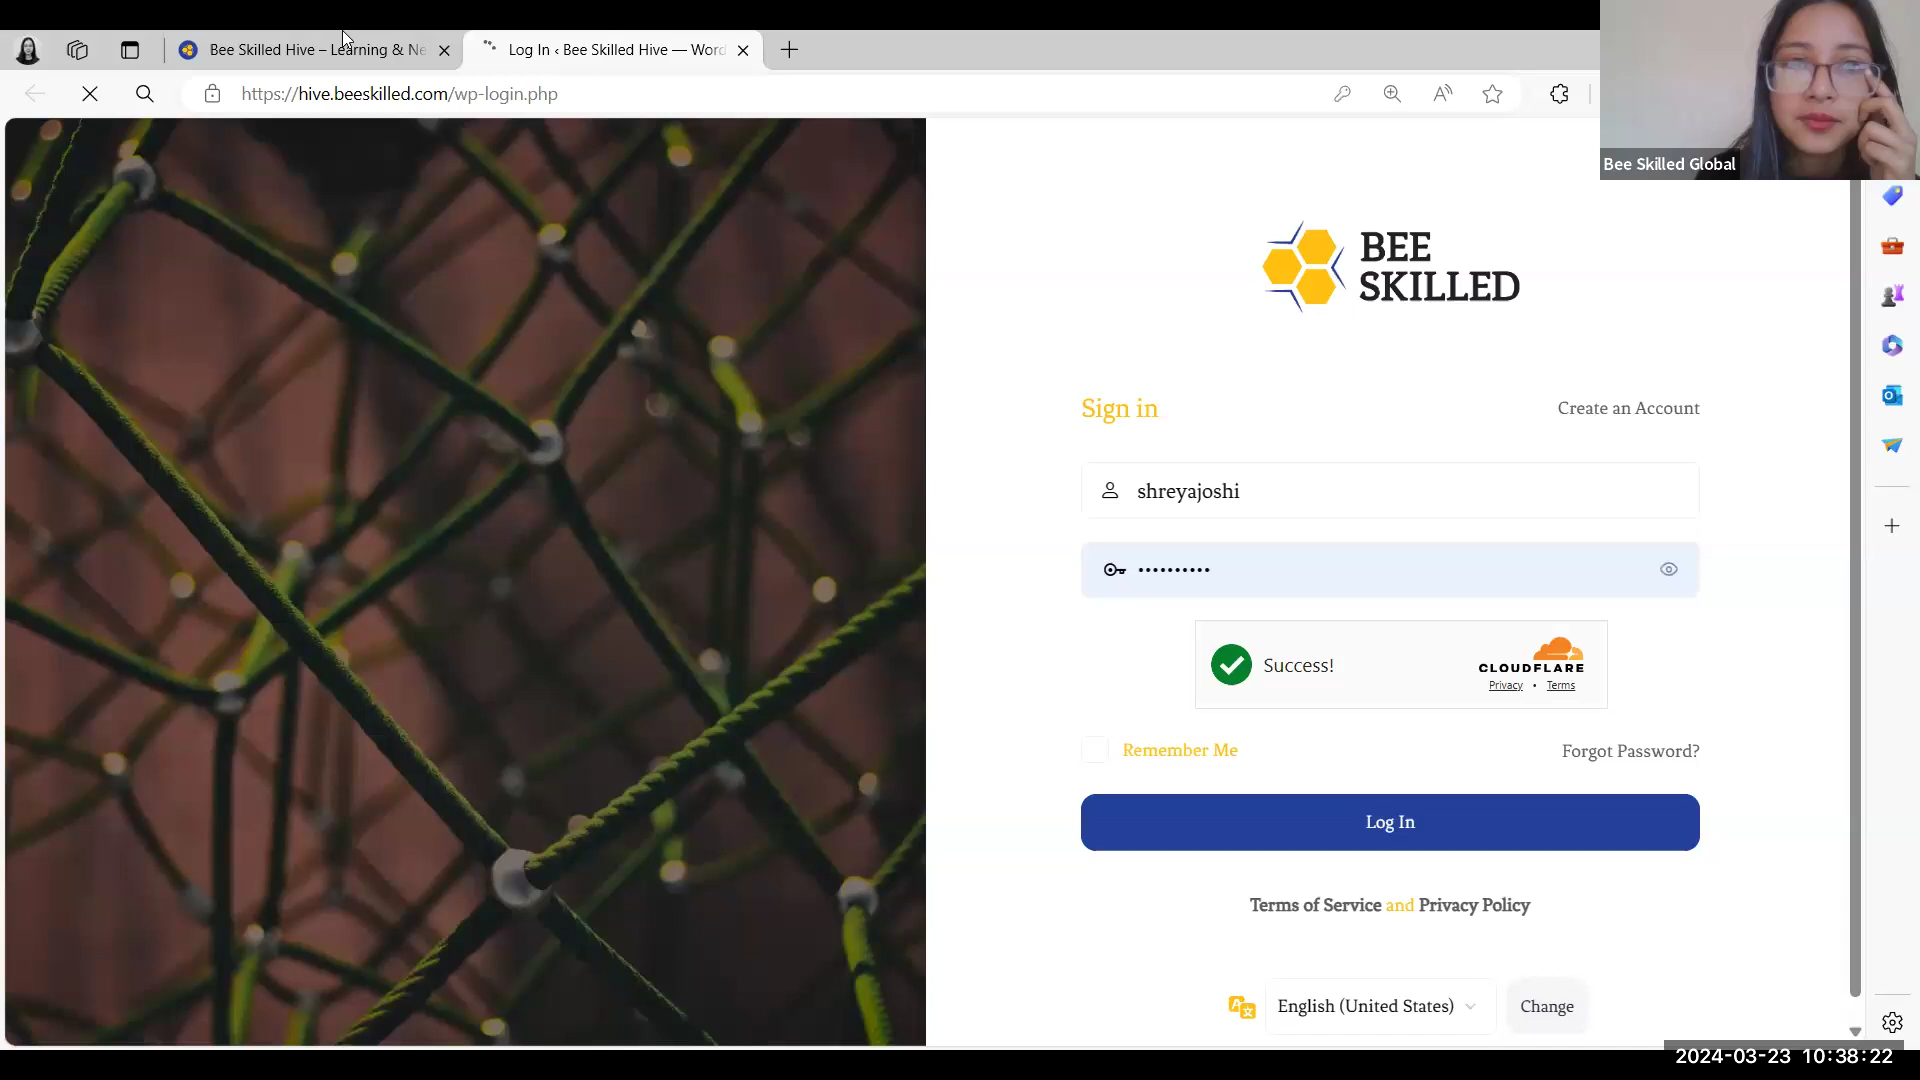 Bee Skilled Hive – Learning & Ne
Log In ‹ Bee Skilled Hive — Word
https://hive.beeskilled.com/wp-login.php
Bee Skilled Global
BEE
SKILLED
Sign in
Create an Account
shreyajoshi
••••••••••
Success!
CLOUDFLARE
Privacy • Terms
Remember Me
Forgot Password?
Log In
Terms of Service and Privacy Policy
English (United States)
Change
2024-03-23 10:38:22